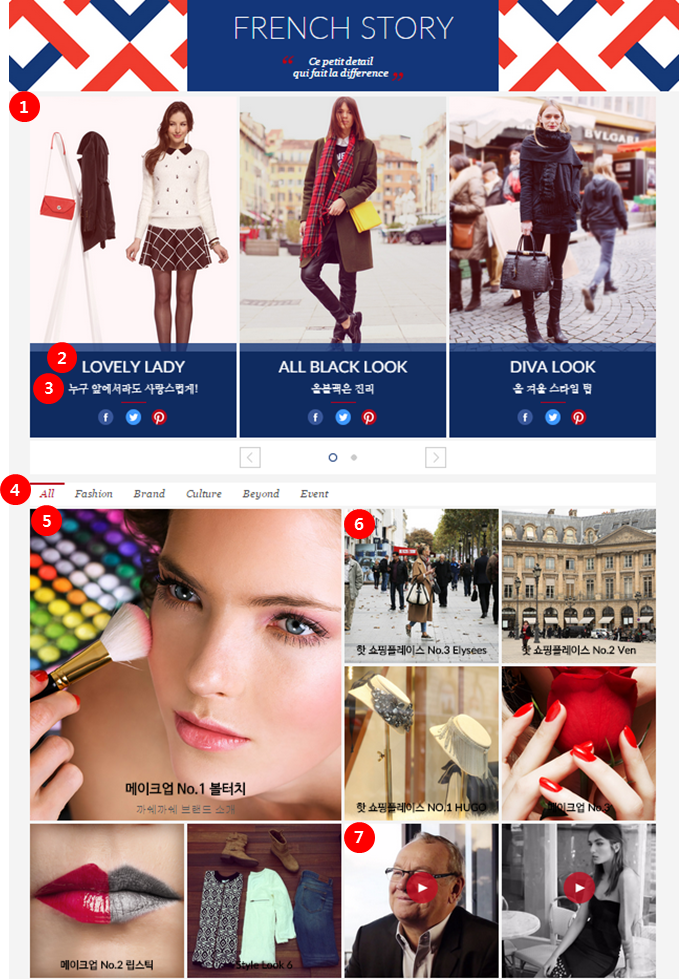 FRENCH STORY
“ Ce petit detail
qui fait la difference ”
1
BVLGARI
2
LOVELY LADY
ALL BLACK LOOK
DIVA LOOK
3
누구 앞에서라도 사랑스럽게!
올블랙은 진리
올 겨울 스타일 팁
4
All Fashion Brand Culture Beyond Event
5
6
핫 쇼핑플레이스 No.3 Elysees
핫 쇼핑플레이스 No.2 Ven
메이크업 No.1 볼터치
까쉐까쉐 브랜드 소개
핫 쇼핑플레이스 NO.1 HUGO
메이크업 No.3
7
메이크업 No.2 립스틱
Style Look 6